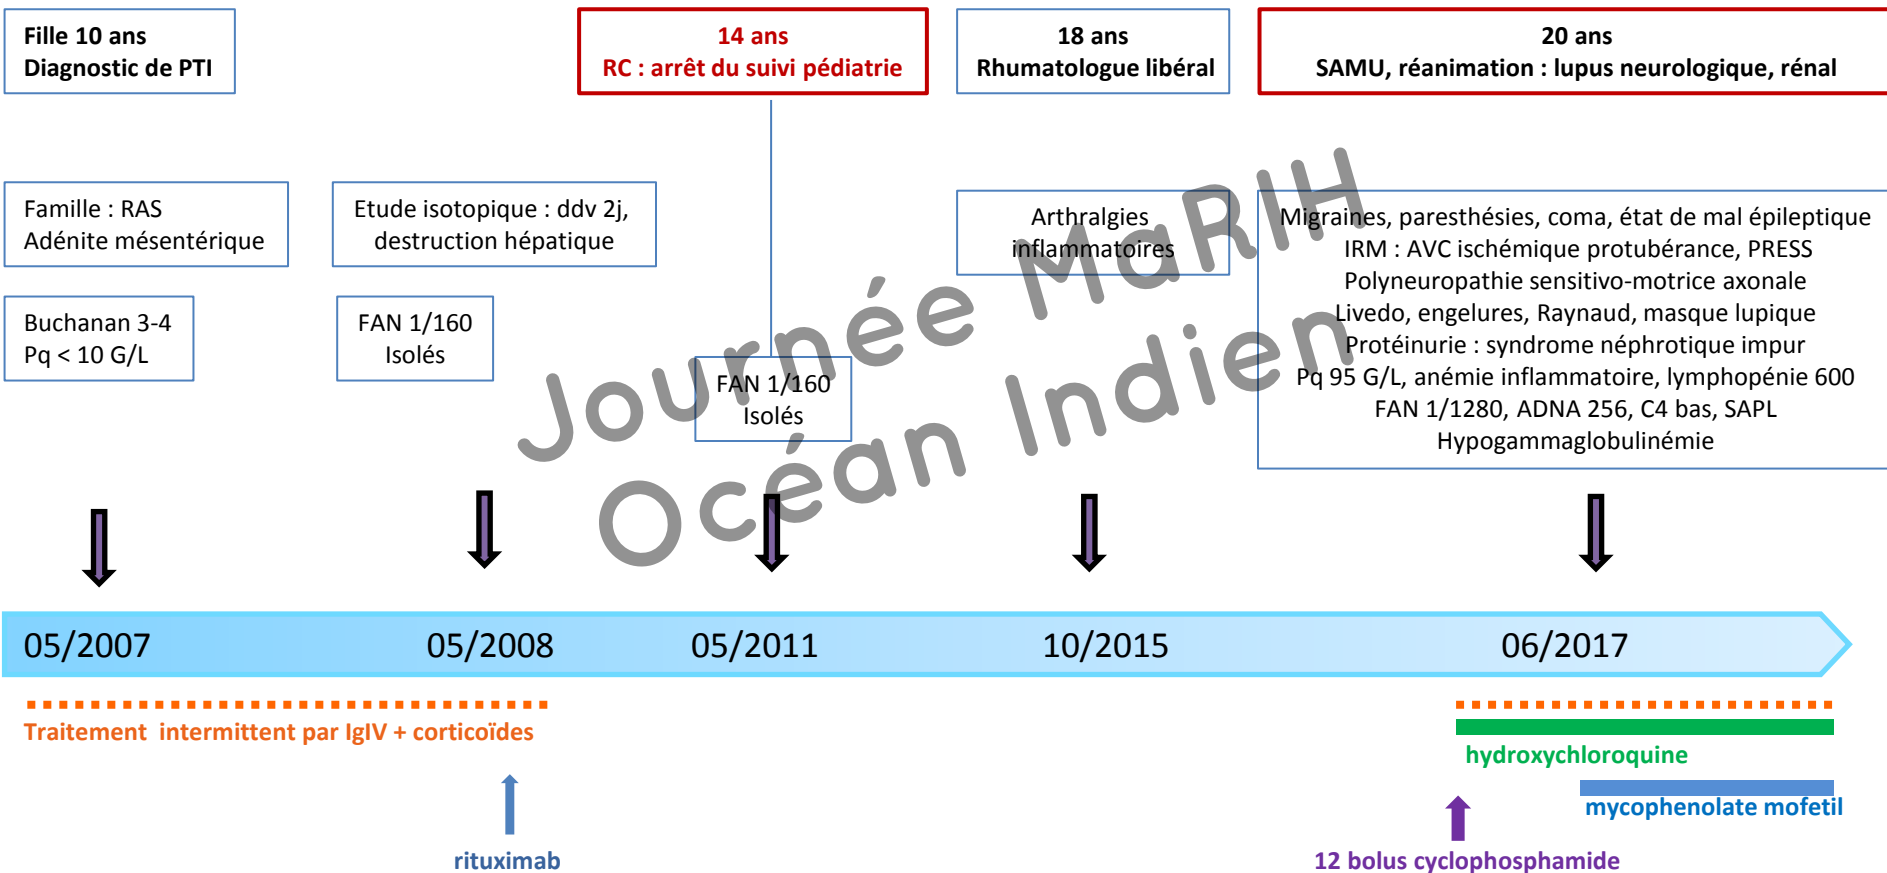 Fille 10 ans
Diagnostic de PTI
14 ans
RC : arrêt du suivi pédiatrie
18 ans
Rhumatologue libéral
20 ans
SAMU, réanimation : lupus neurologique, rénal
Famille : RAS
Adénite mésentérique
Etude isotopique : ddv 2j,
destruction hépatique
Arthralgies
inflammatoires
Migraines, paresthésies, coma, état de mal épileptique
IRM : AVC ischémique protubérance, PRESS
Polyneuropathie sensitivo-motrice axonale
Livedo, engelures, Raynaud, masque lupique
Protéinurie : syndrome néphrotique impur
Pq 95 G/L, anémie inflammatoire, lymphopénie 600
FAN 1/1280, ADNA 256, C4 bas, SAPL
Hypogammaglobulinémie
Buchanan 3-4
Pq < 10 G/L
FAN 1/160
Isolés
FAN 1/160
Isolés
Journée MaRIH
Océan Indien
05/2007
05/2008
05/2011
10/2015
06/2017
Traitement intermittent par IgIV + corticoïdes
hydroxychloroquine
mycophenolate mofetil
rituximab
12 bolus cyclophosphamide